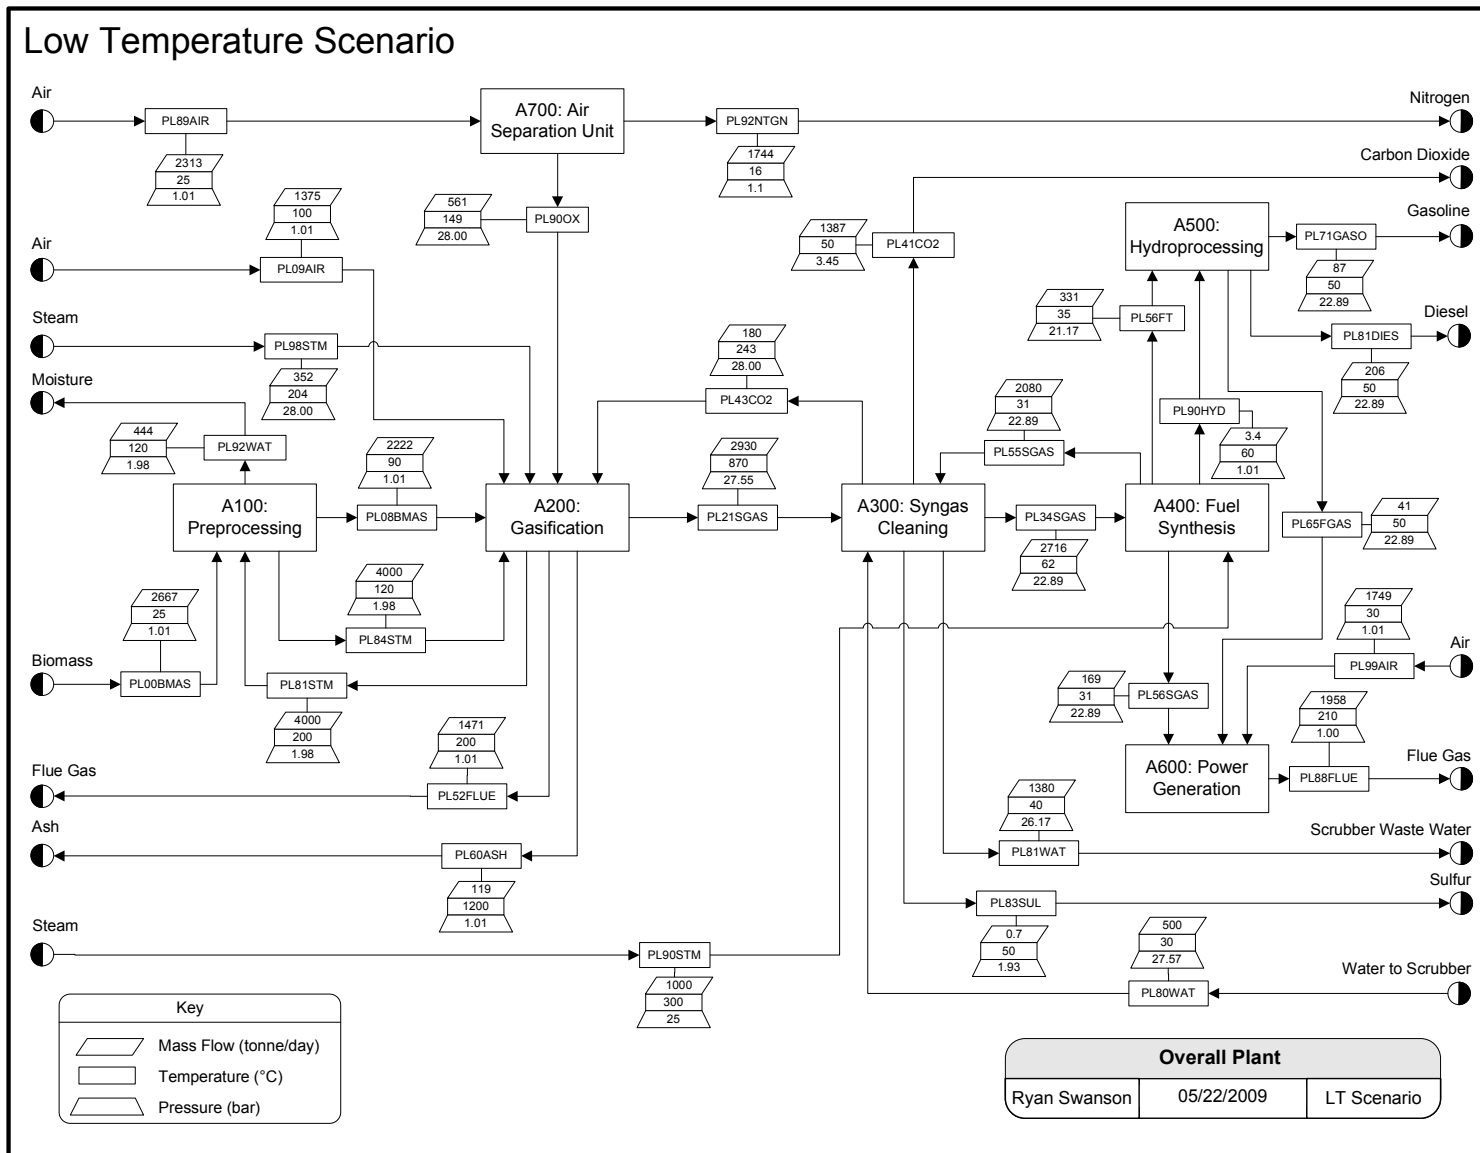 Low Temperature Scenario
Air
PL89AIR
2313
25
1.01
A700: Air
Separation Unit
PL92NTGN
1744
16
1.1
Nitrogen
Carbon Dioxide
Air
PL09AIR
1375
100
1.01
561
149
28.00
PL90OX
1387
50
3.45
PL41CO2
A500:
Hydroprocessing
PL71GASO
87
50
22.89
Gasoline
Steam
PL98STM
352
204
28.00
180
243
28.00
PL43CO2
331
35
21.17
PL56FT
PL81DIES
206
50
22.89
Diesel
Moisture
444
120
1.98
PL92WAT
2080
31
22.89
PL55SGAS
PL90HYD
3.4
60
1.01
A100:
Preprocessing
2222
90
1.01
PL08BMAS
A200:
Gasification
2930
870
27.55
PL21SGAS
A300: Syngas
Cleaning
PL34SGAS
2716
62
22.89
A400: Fuel
Synthesis
PL65FGAS
41
50
22.89
2667
25
1.01
4000
120
1.98
PL84STM
1749
30
1.01
Biomass
PL00BMAS
PL81STM
4000
200
1.98
169
31
22.89
PL56SGAS
PL99AIR
Air
Flue Gas
1471
200
1.01
PL52FLUE
A600: Power
Generation
1958
210
1.00
PL88FLUE
Flue Gas
Ash
PL60ASH
119
1200
1.01
1380
40
26.17
PL81WAT
Scrubber Waste Water
PL83SUL
0.7
50
1.93
Sulfur
Steam
PL90STM
1000
300
25
500
30
27.57
PL80WAT
Water to Scrubber
Key
Mass Flow (tonne/day)
Temperature (°C)
Pressure (bar)
Overall Plant
Ryan Swanson
05/22/2009
LT Scenario